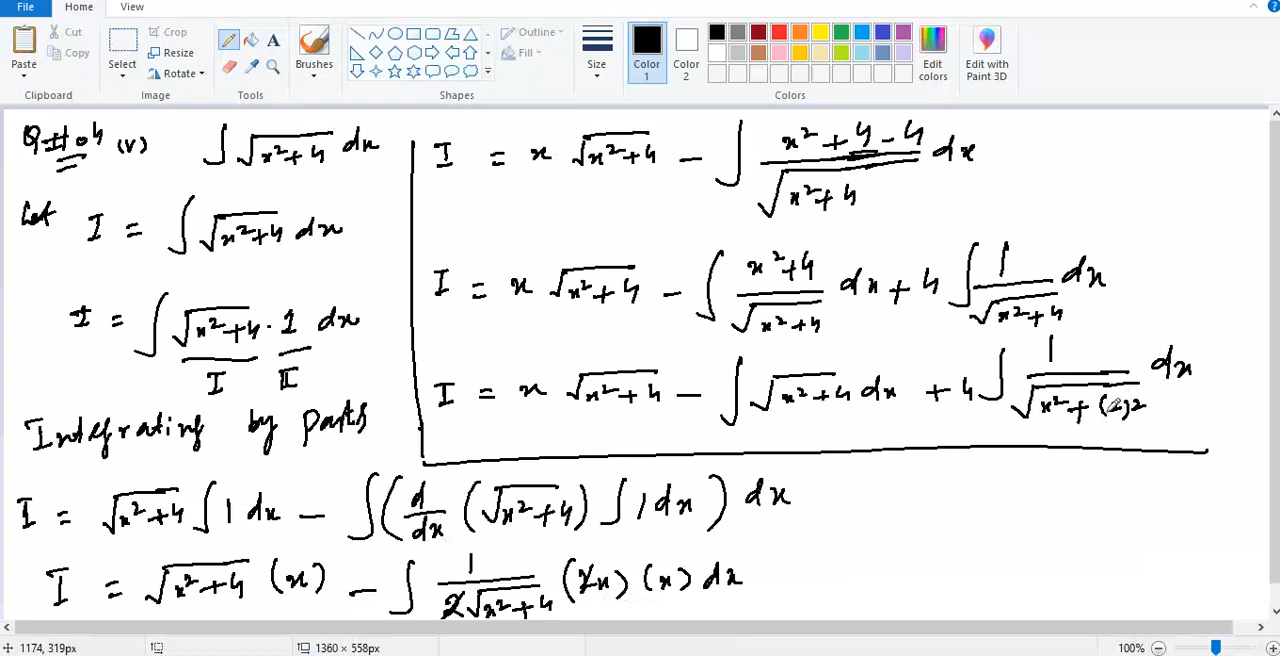 File Home View
Paste Cut Copy Clipboard
Select Crop Resize Rotate Image
A Tools
Brushes
Outline Fill Shapes
Size
Color 1 Color 2 Edit colors Colors
Edit with Paint 3D
Q#04 (v) ∫ √(x²+4) dx
Let I = ∫ √(x²+4) dx
I = ∫ √(x²+4) · 1 dx
I II
Integrating by parts
I = √(x²+4) ∫ 1 dx − ∫ ( d/dx (√(x²+4)) ∫ 1 dx ) dx
I = √(x²+4) (x) − ∫ 1/(2√(x²+4)) (2x) (x) dx
I = x √(x²+4) − ∫ (x²+4−4)/√(x²+4) dx
I = x √(x²+4) − ∫ (x²+4)/√(x²+4) dx + 4 ∫ 1/√(x²+4) dx
I = x √(x²+4) − ∫ √(x²+4) dx + 4 ∫ 1/√(x²+(2)2) dx
1174, 319px 1360 × 558px 100%